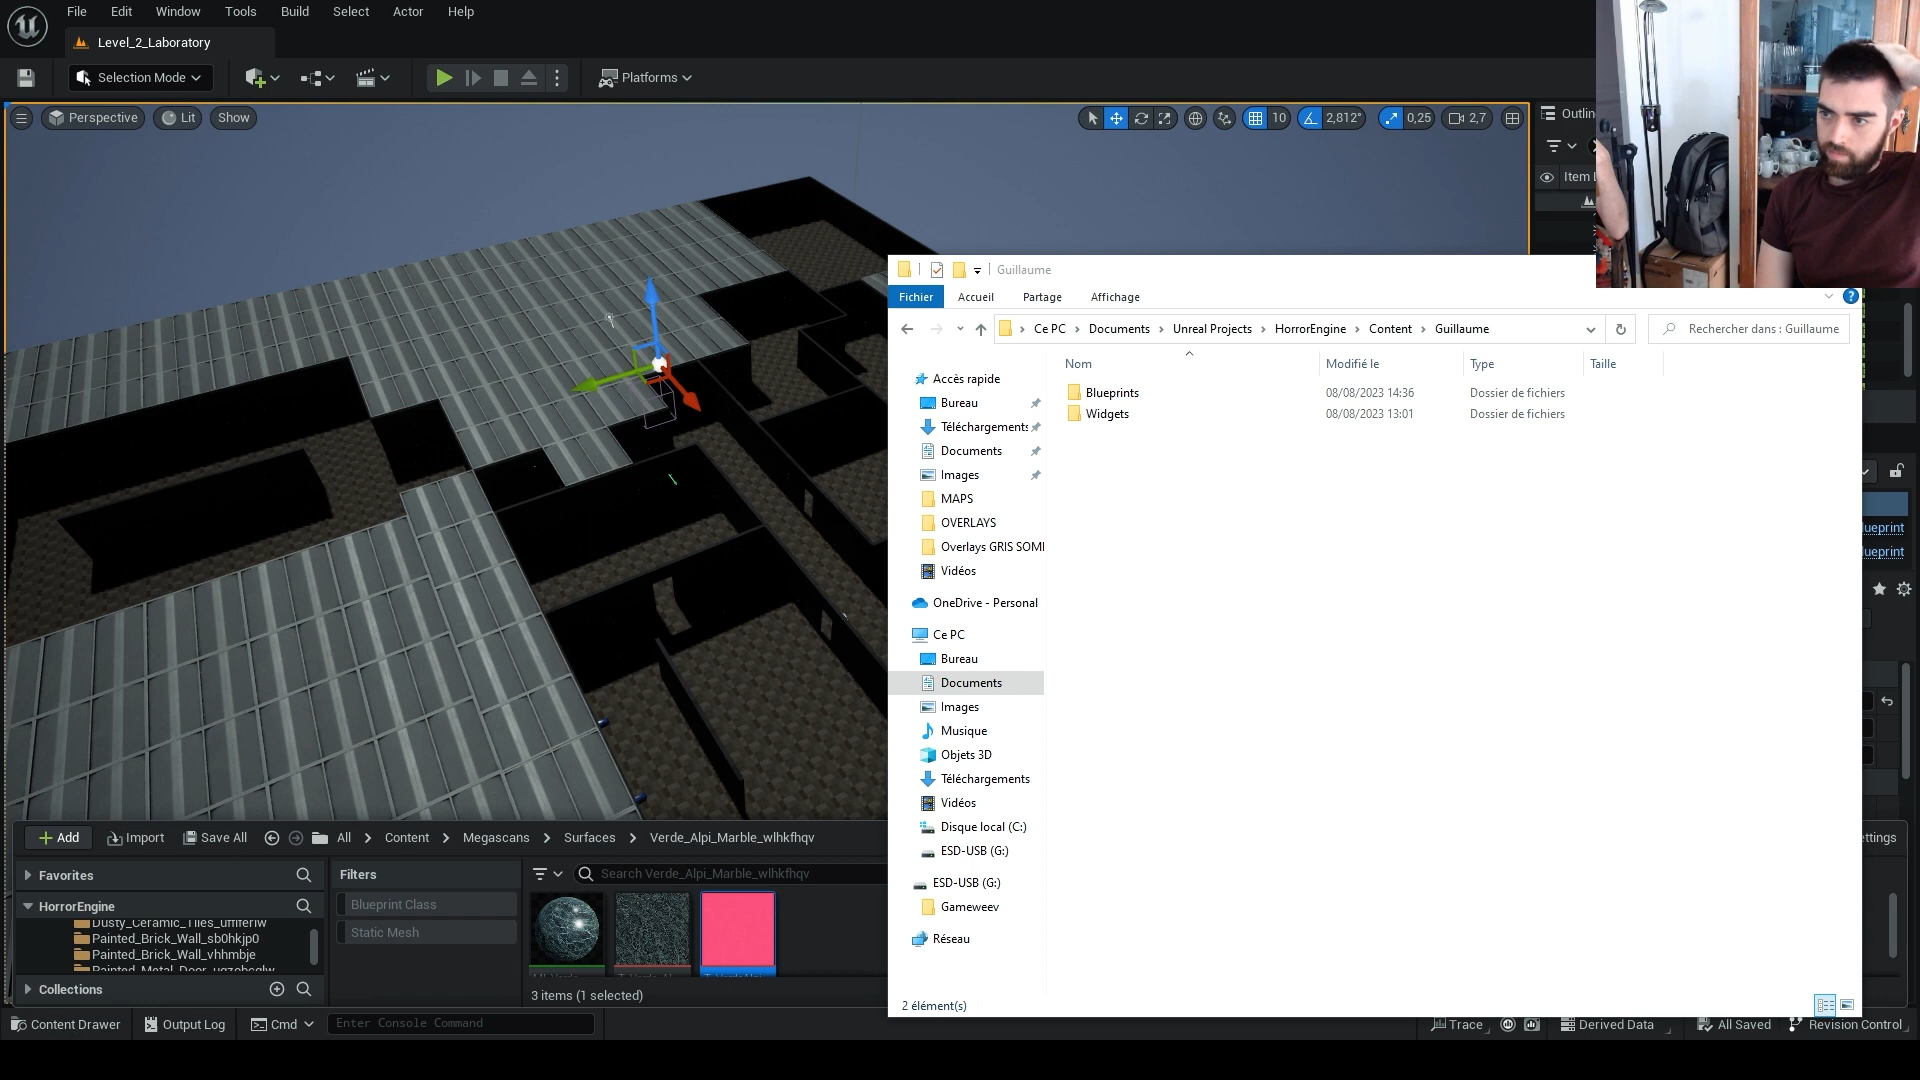 File Edit Window Tools Build Select Actor Help
Level_2_Laboratory
Selection Mode
Platforms
Perspective Lit Show
10 2,812° 0,25 2,7
Outlin
Item
Guillaume
Fichier Accueil Partage Affichage
Ce PC Documents Unreal Projects HorrorEngine Content Guillaume
Rechercher dans : Guillaume
Nom Modifié le Type Taille
Blueprints 08/08/2023 14:36 Dossier de fichiers
Widgets 08/08/2023 13:01 Dossier de fichiers
Accès rapide
Bureau
Téléchargements
Documents
Images
MAPS
OVERLAYS
Overlays GRIS SOM
Vidéos
OneDrive - Personal
Ce PC
Bureau
Documents
Images
Musique
Objets 3D
Téléchargements
Vidéos
Disque local (C:)
ESD-USB (G:)
ESD-USB (G:)
Gameweev
Réseau
2 élément(s)
lueprint
lueprint
ettings
Add Import Save All All Content Megascans Surfaces Verde_Alpi_Marble_wlhkfhqv
Favorites
HorrorEngine
Dusty_Ceramic_Tiles_uffiferiw
Painted_Brick_Wall_sb0hkjp0
Painted_Brick_Wall_vhhmbje
Collections
Filters
Blueprint Class
Static Mesh
Search Verde_Alpi_Marble_wlhkfhqv
3 items (1 selected)
Content Drawer Output Log Cmd Enter Console Command
Trace Derived Data All Saved Revision Control